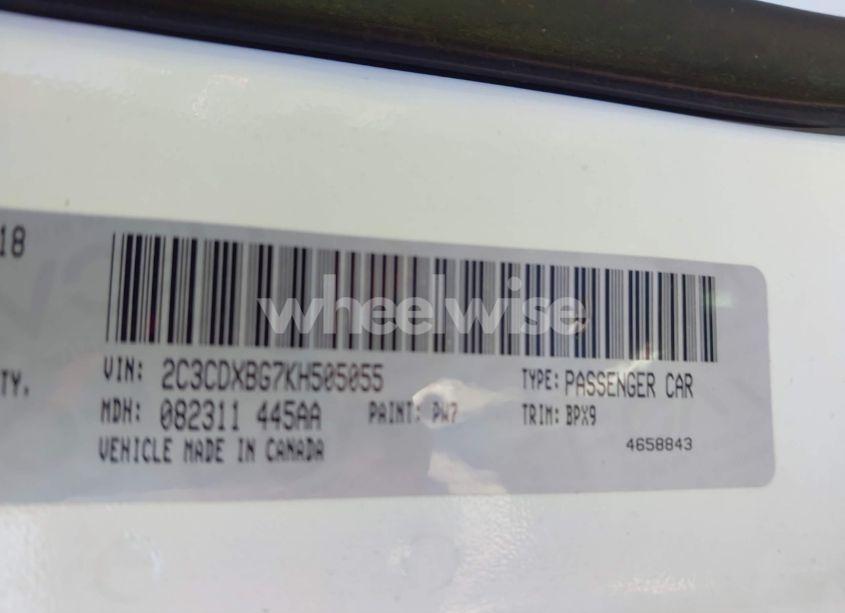 18
wheelwise
TY.
VIN: 2C3CDXBG7KH505055
TYPE: PASSENGER CAR
MDH: 082311 445AA
PAINT: PW7
TRIM: BPX9
VEHICLE MADE IN CANADA
4658843